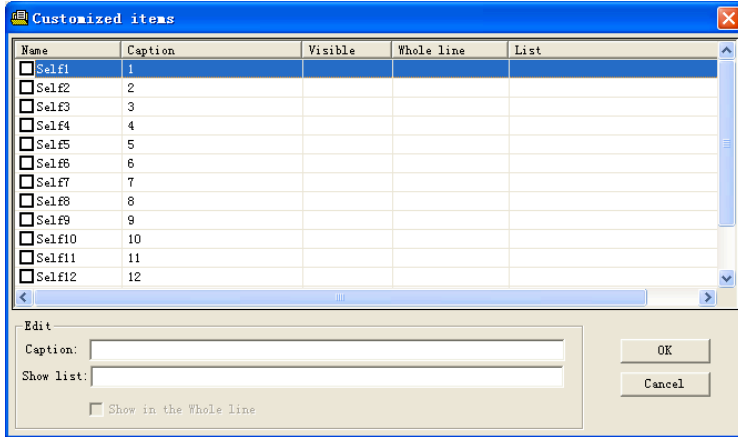 Customized items
Name Caption Visible Whole line List
Self1 1
Self2 2
Self3 3
Self4 4
Self5 5
Self6 6
Self7 7
Self8 8
Self9 9
Self10 10
Self11 11
Self12 12
Edit
Caption:
OK
Show list:
Cancel
Show in the Whole line